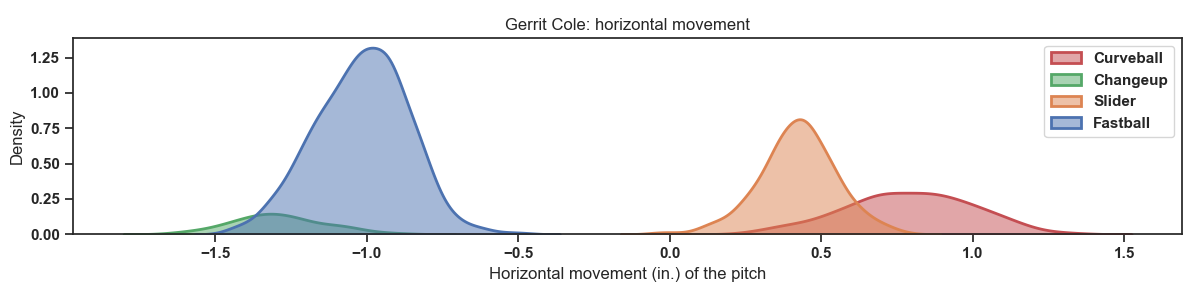 Gerrit Cole: horizontal movement
Density
1.25
1.00
0.75
0.50
0.25
0.00
Curveball
Changeup
Slider
Fastball
−1.5 −1.0 −0.5 0.0 0.5 1.0 1.5
Horizontal movement (in.) of the pitch